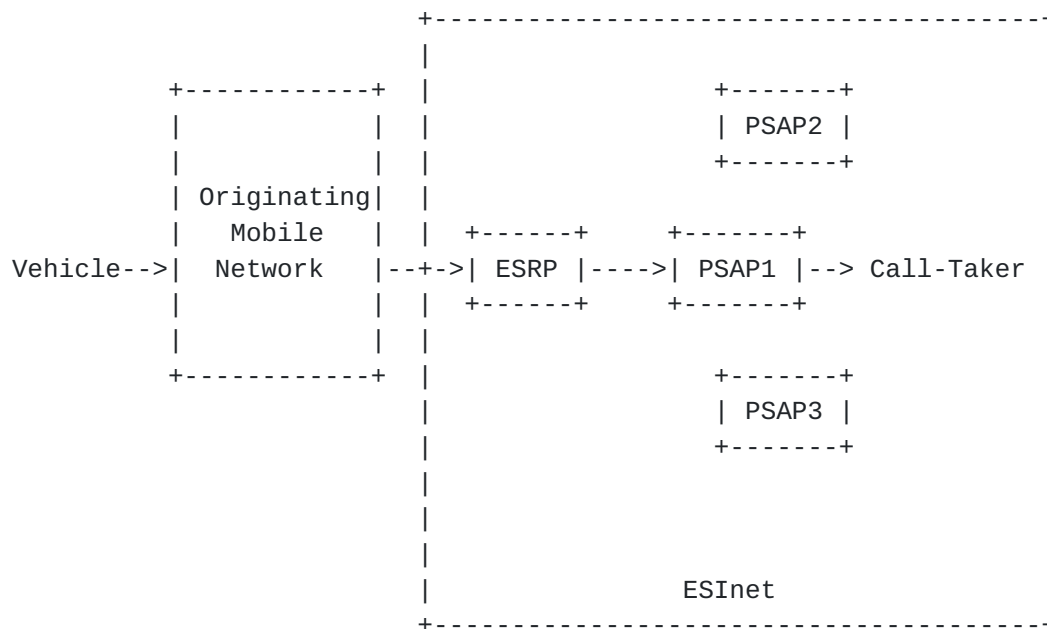 PSAP2
Originating
Mobile
Vehicle-->| Network |--+->| ESRP |---->| PSAP1 |--> Call-Taker
PSAP3
ESInet